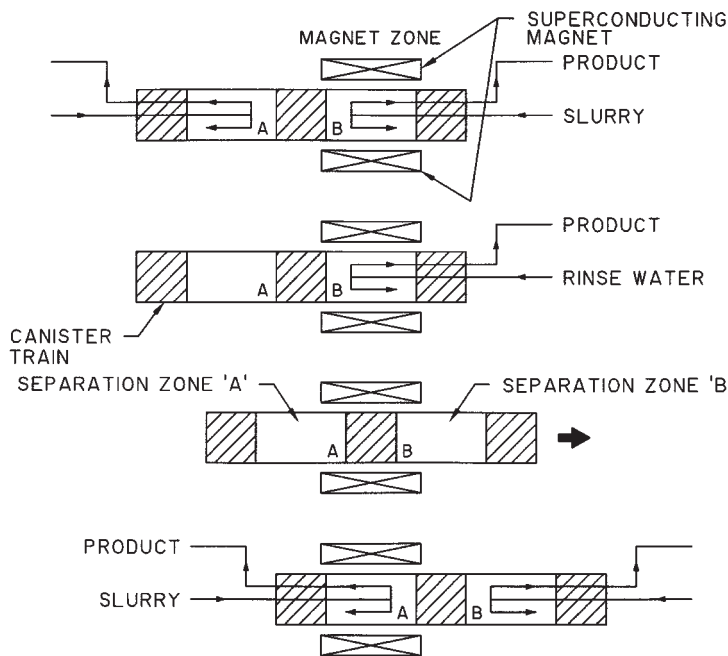 MAGNET ZONE
SUPERCONDUCTING
MAGNET
PRODUCT
SLURRY
A
B
PRODUCT
RINSE WATER
A
B
CANISTER
TRAIN
SEPARATION ZONE 'A'
SEPARATION ZONE 'B
A
B
PRODUCT
SLURRY
A
B